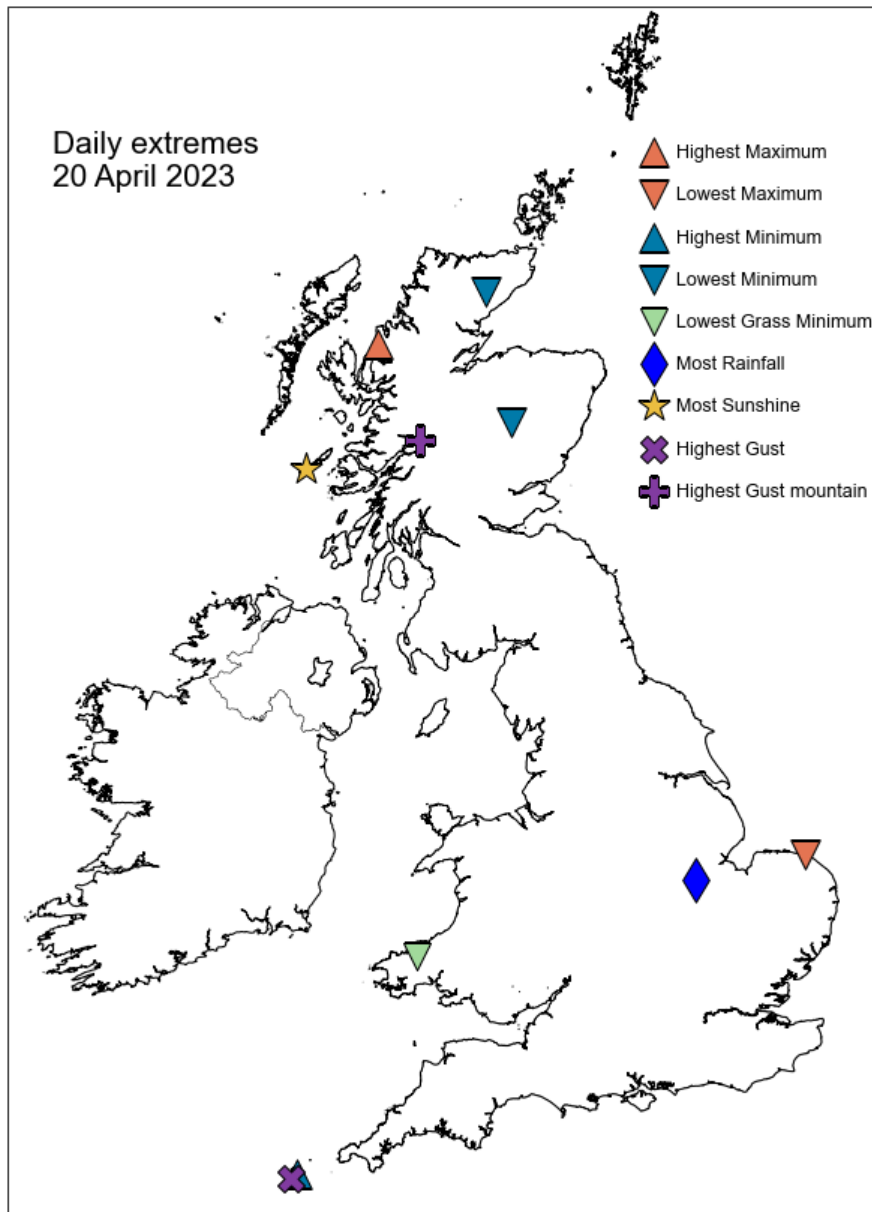 Daily extremes
20 April 2023
Highest Maximum
Lowest Maximum
Highest Minimum
Lowest Minimum
Lowest Grass Minimum
Most Rainfall
Most Sunshine
Highest Gust
Highest Gust mountain